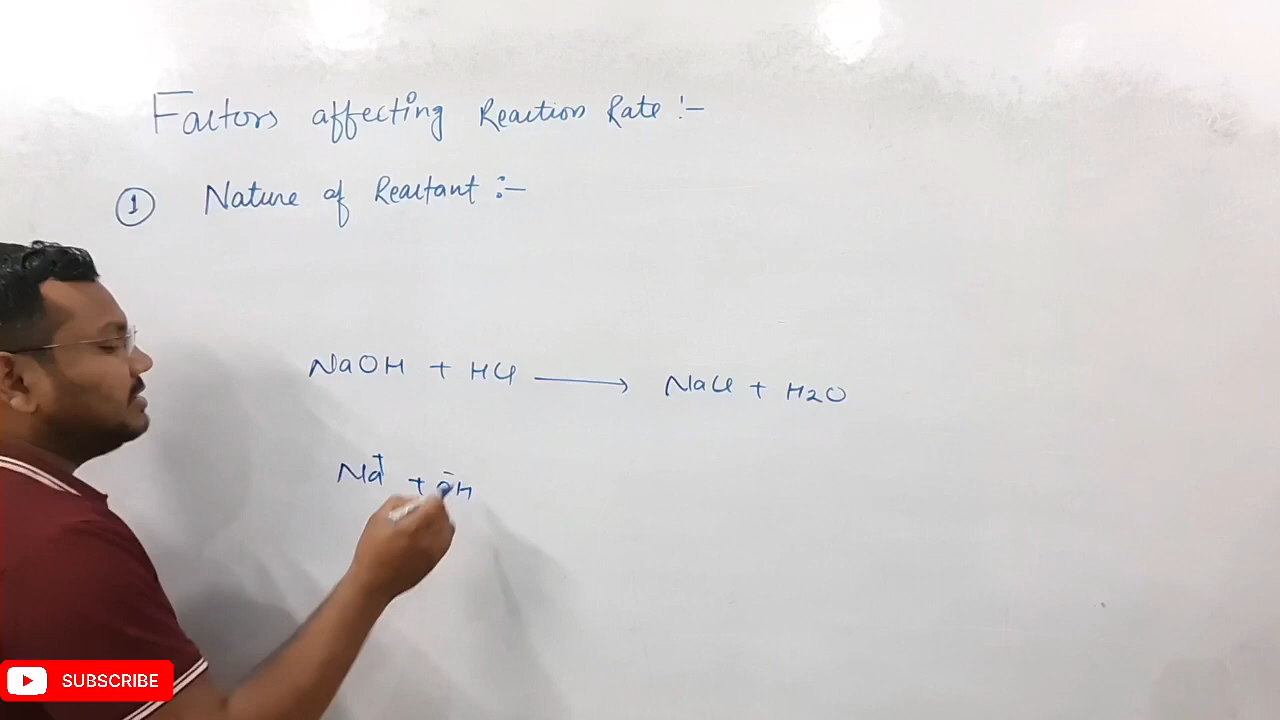 Factors affecting Reaction Rate :-
① Nature of Reactant :-
NaOH + HCl ⟶ NaCl + H2O
Na⁺ + ⁻OH
SUBSCRIBE